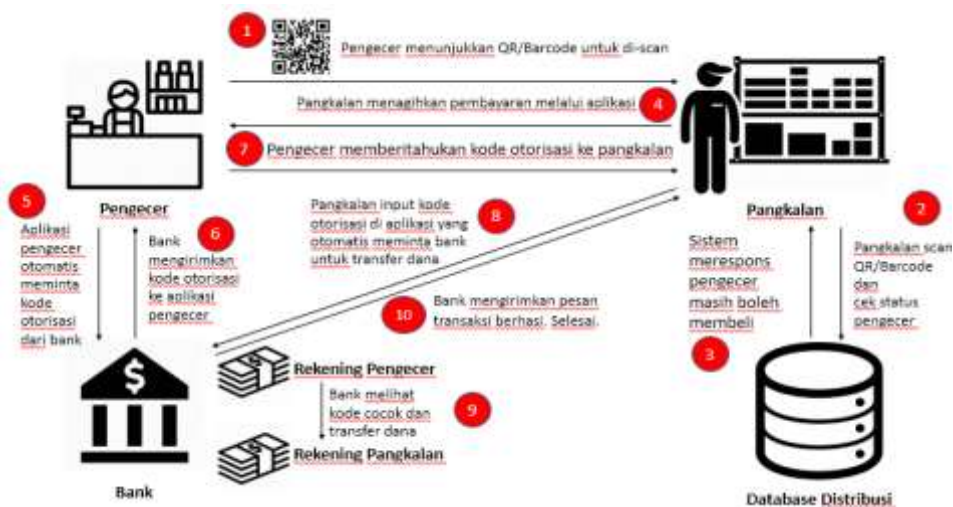 1
Pengecer menunjukkan QR/Barcode untuk di-scan
Pangkalan menagihkan pembayaran melalui aplikasi
4
7
Pengecer memberitahukan kode otorisasi ke pangkalan
Pengecer
Pangkalan
5
Aplikasi
pengecer
otomatis
meminta
kode
otorisasi
dari bank
6
Bank
mengirimkan
kode otorisasi
ke aplikasi
pengecer
Pangkalan input kode
otorisasi di aplikasi yang
otomatis meminta bank
untuk transfer dana
8
10
Bank mengirimkan pesan
transaksi berhasi. Selesai.
Sistem
merespons
pengecer
masih boleh
membeli
3
2
Pangkalan scan
QR/Barcode
dan
cek status
pengecer
$
Rekening Pengecer
Bank melihat
kode cocok dan
transfer dana
9
Rekening Pangkalan
Bank
Database Distribusi